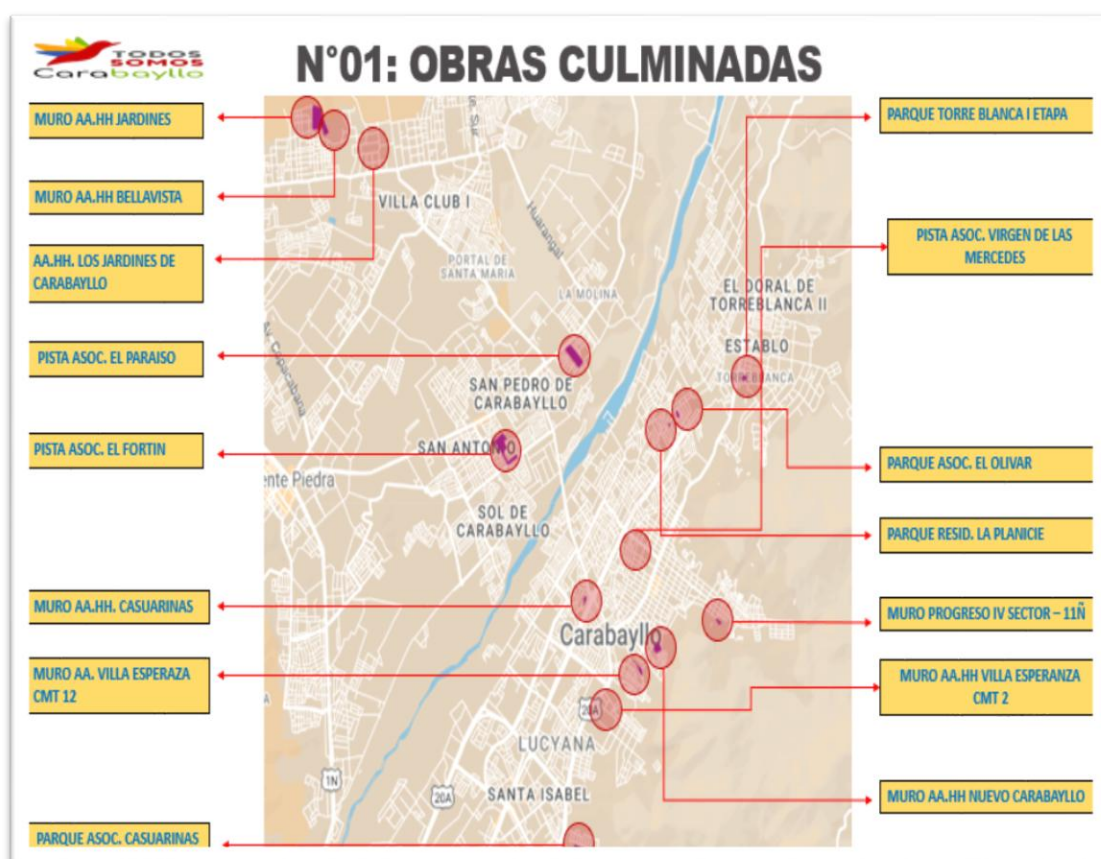 TODOS
SOMOS
Carabayllo
N°01: OBRAS CULMINADAS
MURO AA.HH JARDINES
MURO AA.HH BELLAVISTA
AA.HH. LOS JARDINES DE
CARABAYLLO
PISTA ASOC. EL PARAISO
PISTA ASOC. EL FORTIN
MURO AA.HH. CASUARINAS
MURO AA. VILLA ESPERAZA
CMT 12
PARQUE ASOC. CASUARINAS
VILLA CLUB I
Huarangal
PORTAL DE
SANTA MARIA
LA MOLINA
EL DORAL DE
TORREBLANCA II
ESTABLO
TORREBLANCA
Av. Copacabana
SAN PEDRO DE
CARABAYLLO
SAN ANTONIO
ente Piedra
SOL DE
CARABAYLLO
Carabayllo
20A
LUCYANA
1N
20A
SANTA ISABEL
PARQUE TORRE BLANCA I ETAPA
PISTA ASOC. VIRGEN DE LAS
MERCEDES
PARQUE ASOC. EL OLIVAR
PARQUE RESID. LA PLANICIE
MURO PROGRESO IV SECTOR – 11Ñ
MURO AA.HH VILLA ESPERANZA
CMT 2
MURO AA.HH NUEVO CARABAYLLO